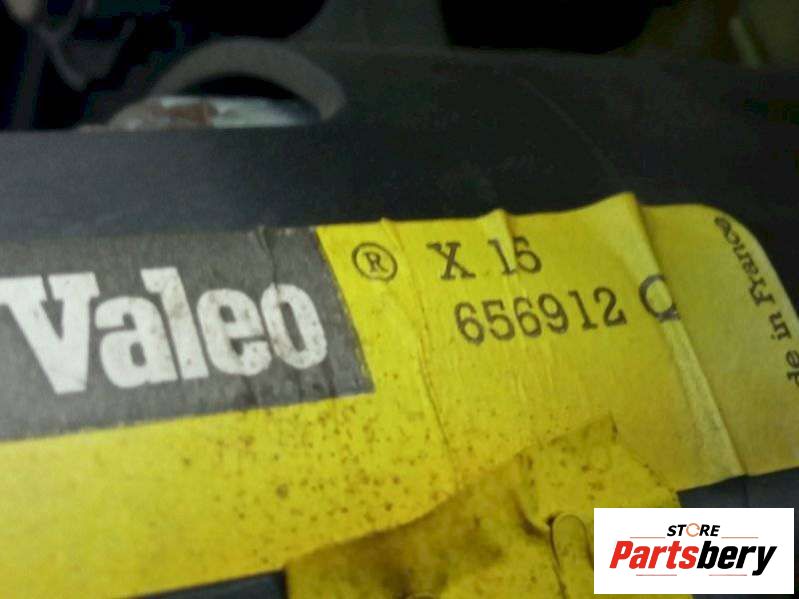 Valeo ® X 15
656912 Q
de in France
STORE
Partsbery